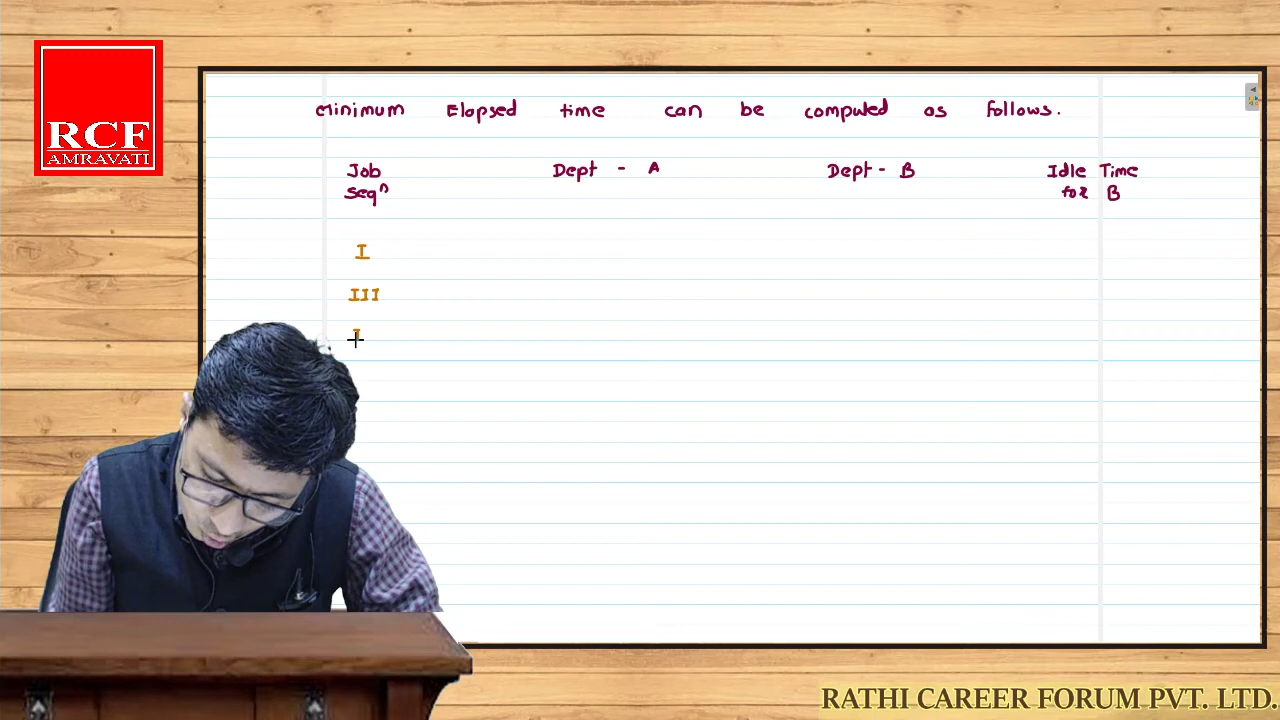 RCF
AMRAVATI
Minimum Elapsed time can be computed as follows.
Job Dept - A Dept - B Idle Time
Seqⁿ for B
I
III
I
RATHI CAREER FORUM PVT. LTD.